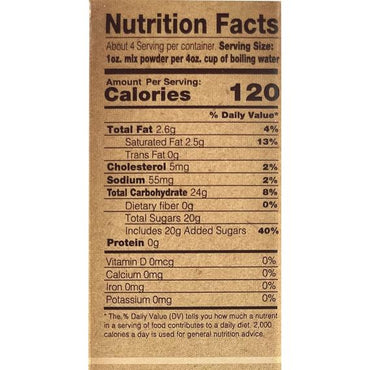 Nutrition Facts
About 4 Serving per container. Serving Size:
1oz. mix powder per 4oz. cup of boiling water
Amount Per Serving:
Calories 120
% Daily Value*
Total Fat 2.6g 4%
Saturated Fat 2.5g 13%
Trans Fat 0g
Cholesterol 5mg 2%
Sodium 55mg 2%
Total Carbohydrate 24g 8%
Dietary fiber 0g 0%
Total Sugars 20g
Includes 20g Added Sugars 40%
Protein 0g
Vitamin D 0mcg 0%
Calcium 0mg 0%
Iron 0mg 0%
Potassium 0mg 0%
*The % Daily Value (DV) tells you how much a nutrient
in a serving of food contributes to a daily diet. 2,000
calories a day is used for general nutrition advice.